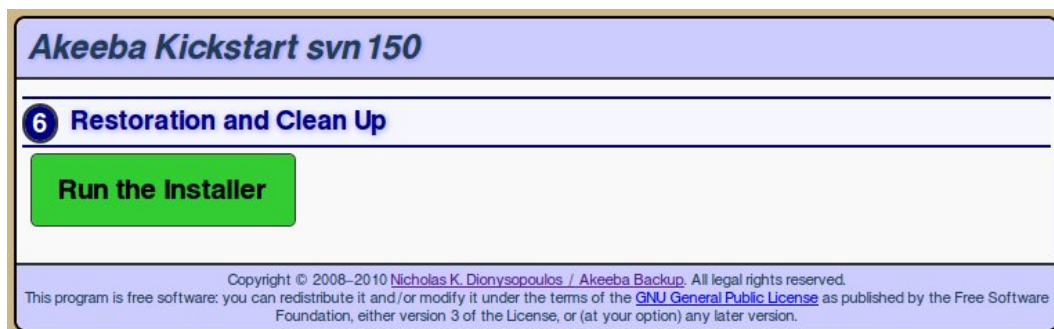 Akeeba Kickstart svn 150
6 Restoration and Clean Up
Run the Installer
Copyright © 2008–2010 Nicholas K. Dionysopoulos / Akeeba Backup. All legal rights reserved.
This program is free software: you can redistribute it and/or modify it under the terms of the GNU General Public License as published by the Free Software
Foundation, either version 3 of the License, or (at your option) any later version.